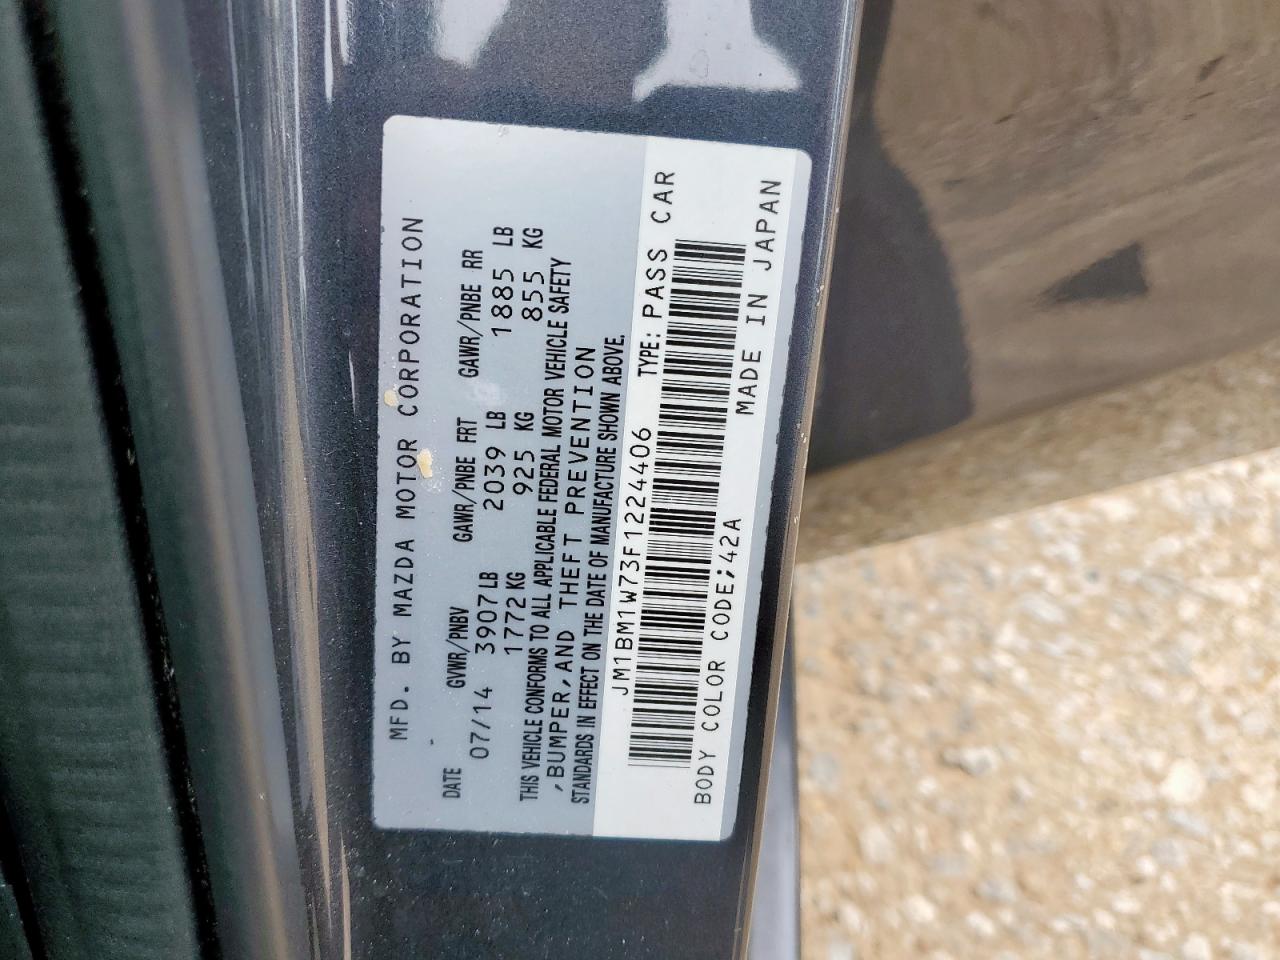 MFD. BY MAZDA MOTOR CORPORATION
DATE GVWR/PNBV GAWR/PNBE FRT GAWR/PNBE RR
07/14 3907 LB 2039 LB 1885 LB
1772 KG 925 KG 855 KG
THIS VEHICLE CONFORMS TO ALL APPLICABLE FEDERAL MOTOR VEHICLE SAFETY
,BUMPER,AND THEFT PREVENTION
STANDARDS IN EFFECT ON THE DATE OF MANUFACTURE SHOWN ABOVE.
JM1BM1W73F1224406 TYPE: PASS CAR
BODY COLOR CODE;42A MADE IN JAPAN